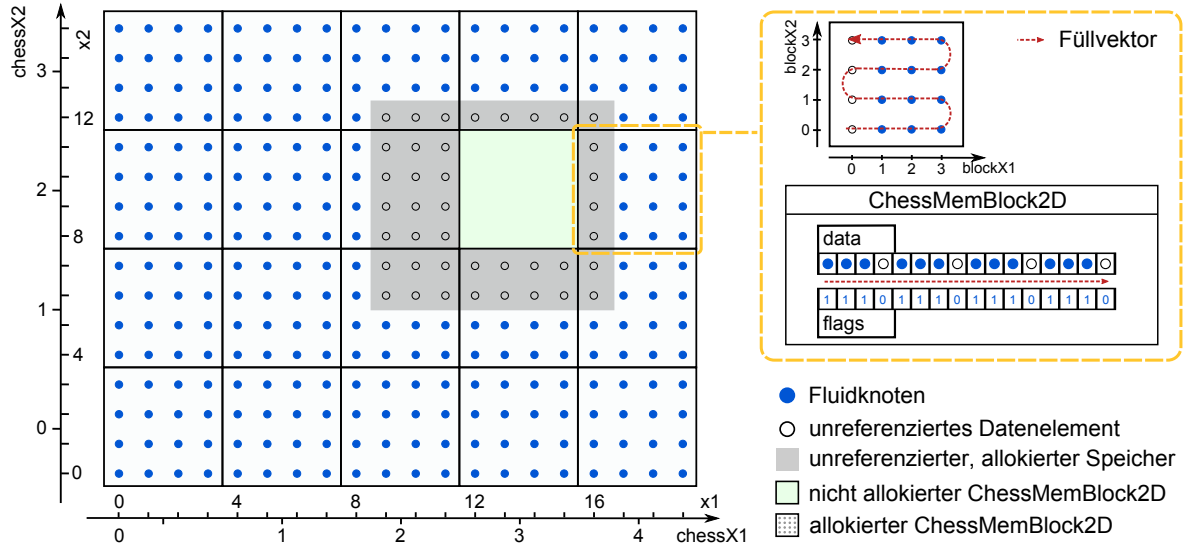 chessX2
x2
3
12
2
8
1
4
0
0
0
4
8
12
16
x1
0
1
2
3
4
chessX1
blockX2
3
2
1
0
0
1
2
3
blockX1
Füllvektor
ChessMemBlock2D
data
1 1 1 0 1 1 1 0 1 1 1 0 1 1 1 0
flags
Fluidknoten
unreferenziertes Datenelement
unreferenzierter, allokierter Speicher
nicht allokierter ChessMemBlock2D
allokierter ChessMemBlock2D